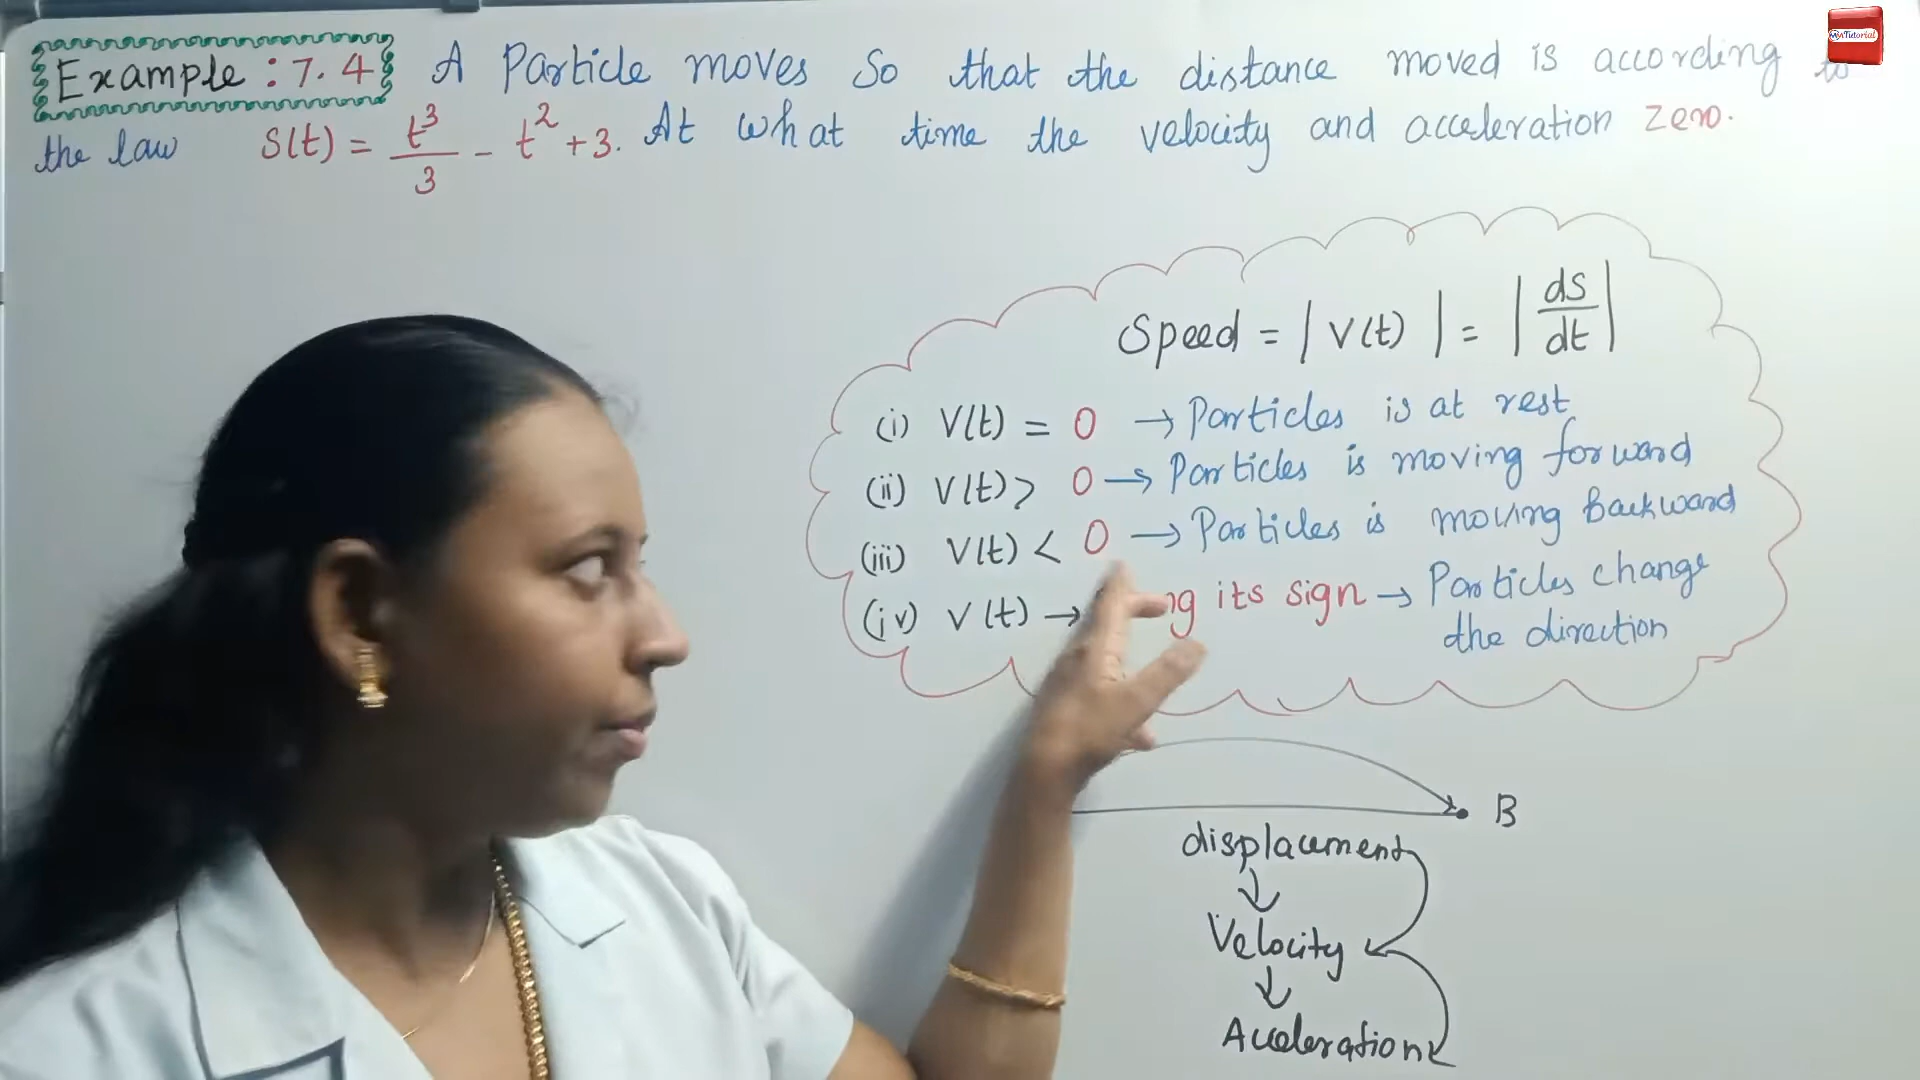 Example : 7.4 A Particle moves So that the distance moved is according to
the law S(t) = t³/3 - t² + 3. At what time the velocity and acceleration zero.
Speed = | V(t) | = | ds/dt |
(i) V(t) = 0 → Particles is at rest
(ii) V(t) > 0 → Particles is moving forward
(iii) V(t) < 0 → Particles is moving Backward
(iv) V(t) → its sign → Particles change
the direction
B
displacement
↓
Velocity
↓
Acceleration